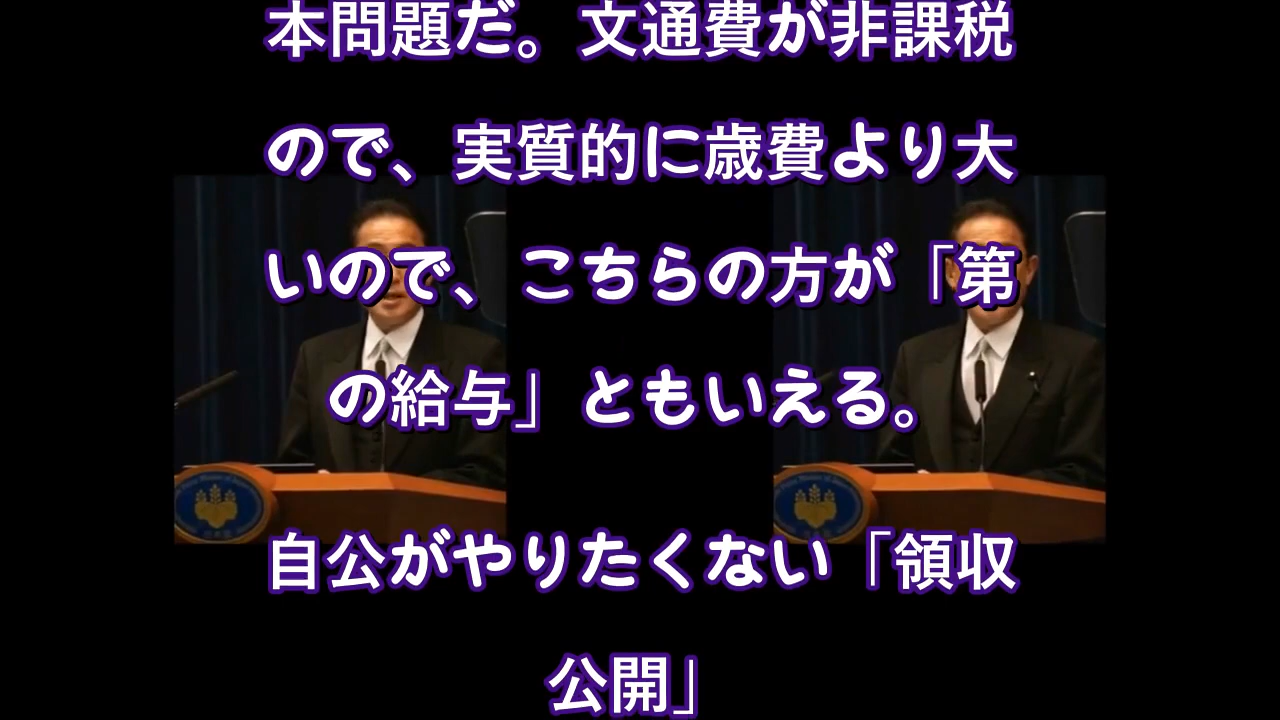 本問題だ。文通費が非課税
ので、実質的に歳費より大
いので、こちらの方が「第
の給与」ともいえる。
自公がやりたくない「領収
公開」